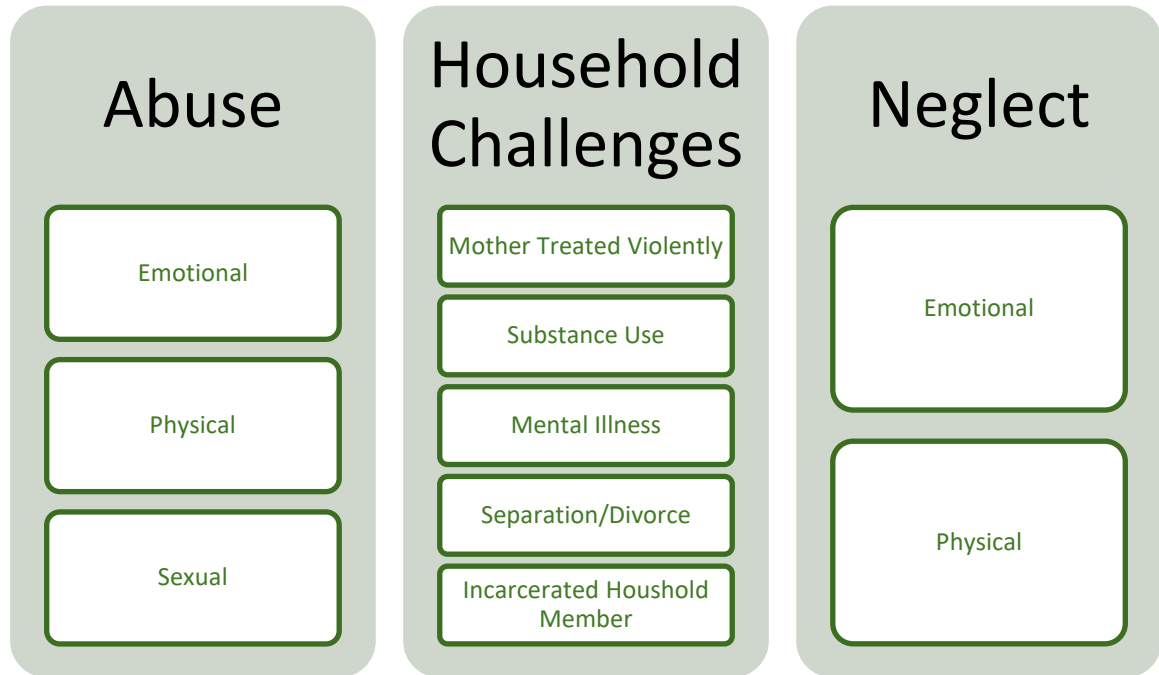 Abuse
Emotional
Physical
Sexual
Household
Challenges
Mother Treated Violently
Substance Use
Mental Illness
Separation/Divorce
Incarcerated Houshold
Member
Neglect
Emotional
Physical